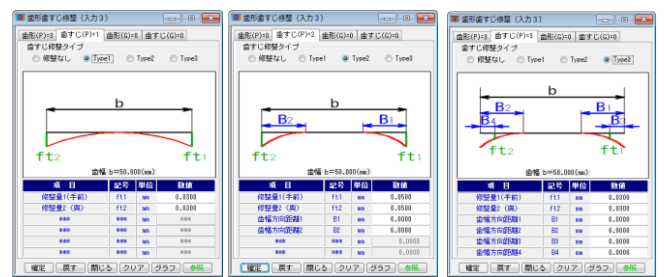 歯形歯すじ修整 (入力3)
歯形(P)=3 歯すじ(P)=1 歯形(G)=0 歯すじ(G)=0
歯すじ修整タイプ
修整なし Type1 Type2 Type3
b
ft2 ft1
歯幅 b=50.000(mm)
項 目 記号 単位 数値
修整量1(手前) ft1 mm 0.0300
修整量2 (奥) ft2 mm 0.0300
*** *** mm ***
*** *** mm ***
*** *** mm ***
*** *** mm ***
確定 戻す 閉じる クリア グラフ 参照
歯形歯すじ修整 (入力3)
歯形(P)=3 歯すじ(P)=2 歯形(G)=0 歯すじ(G)=0
歯すじ修整タイプ
修整なし Type1 Type2 Type3
b
B2 B1
ft2 ft1
歯幅 b=50.000(mm)
項 目 記号 単位 数値
修整量1(手前) ft1 mm 0.0500
修整量2 (奥) ft2 mm 0.0500
歯幅方向距離1 B1 mm 6.0000
歯幅方向距離2 B2 mm 6.0000
*** *** mm 0.0000
*** *** mm 0.0000
確定 戻す 閉じる クリア グラフ 参照
歯形歯すじ修整 (入力3)
歯形(P)=3 歯すじ(P)=3 歯形(G)=0 歯すじ(G)=0
歯すじ修整タイプ
修整なし Type1 Type2 Type3
b
B2 B1
B4 B3
ft2 ft1
歯幅 b=50.000(mm)
項 目 記号 単位 数値
修整量1(手前) ft1 mm 0.0300
修整量2 (奥) ft2 mm 0.0300
歯幅方向距離1 B1 mm 6.0000
歯幅方向距離2 B2 mm 6.0000
歯幅方向距離3 B3 mm 0.0000
歯幅方向距離4 B4 mm 0.0000
確定 戻す 閉じる クリア グラフ 参照